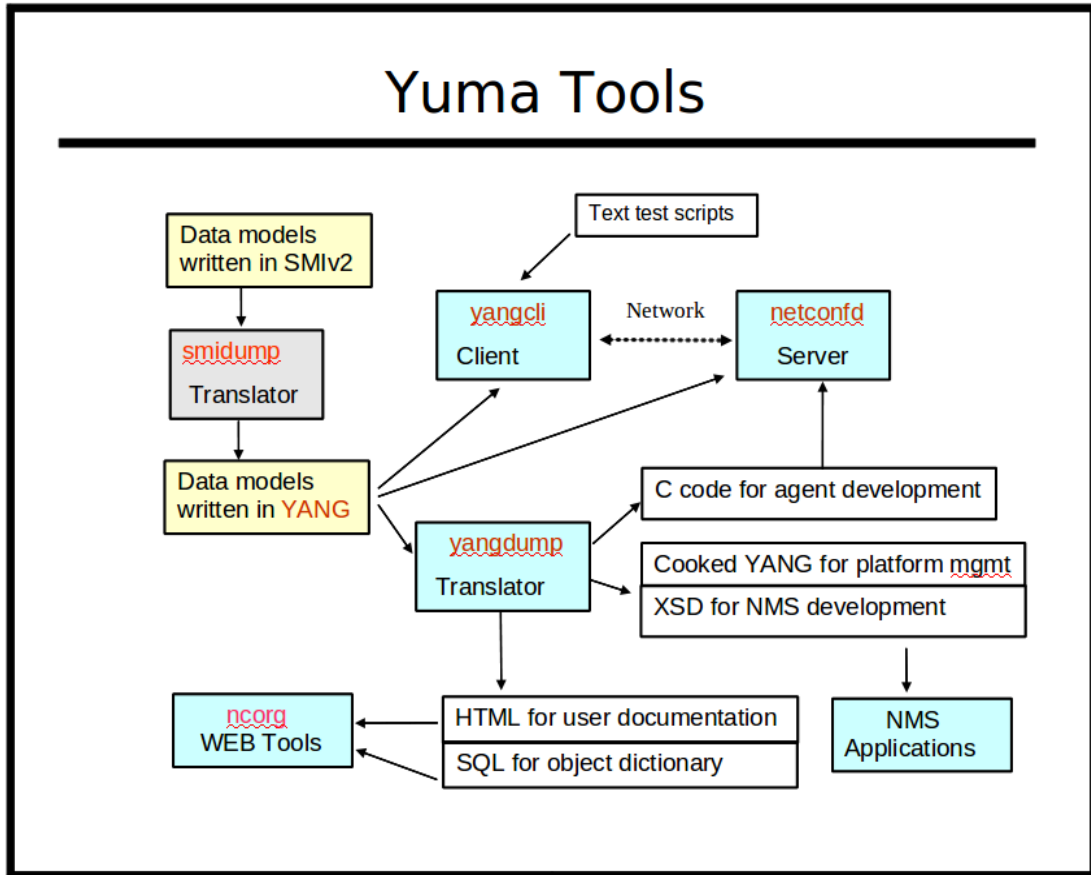 Yuma Tools
Text test scripts
Data models
written in SMIv2
yangcli
Client
Network
netconfd
Server
smidump
Translator
Data models
written in YANG
C code for agent development
yangdump
Translator
Cooked YANG for platform mgmt
XSD for NMS development
ncorg
WEB Tools
HTML for user documentation
SQL for object dictionary
NMS
Applications